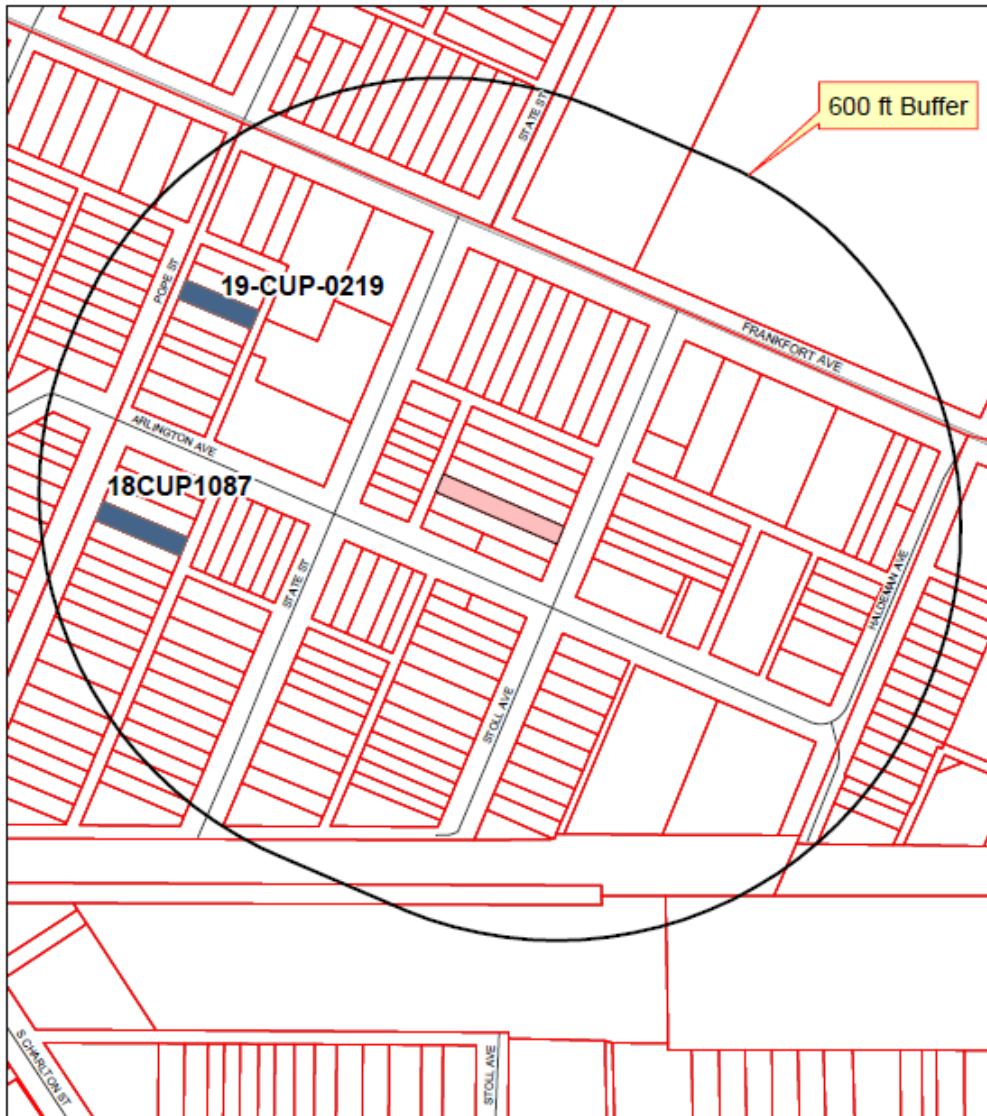 600 ft Buffer
STATE ST
19-CUP-0219
POPE ST
FRANKFORT AVE
ARLINGTON AVE
18CUP1087
STATE ST
HALDEMAN AVE
STOLL AVE
S CHARLTON ST
STOLL AVE